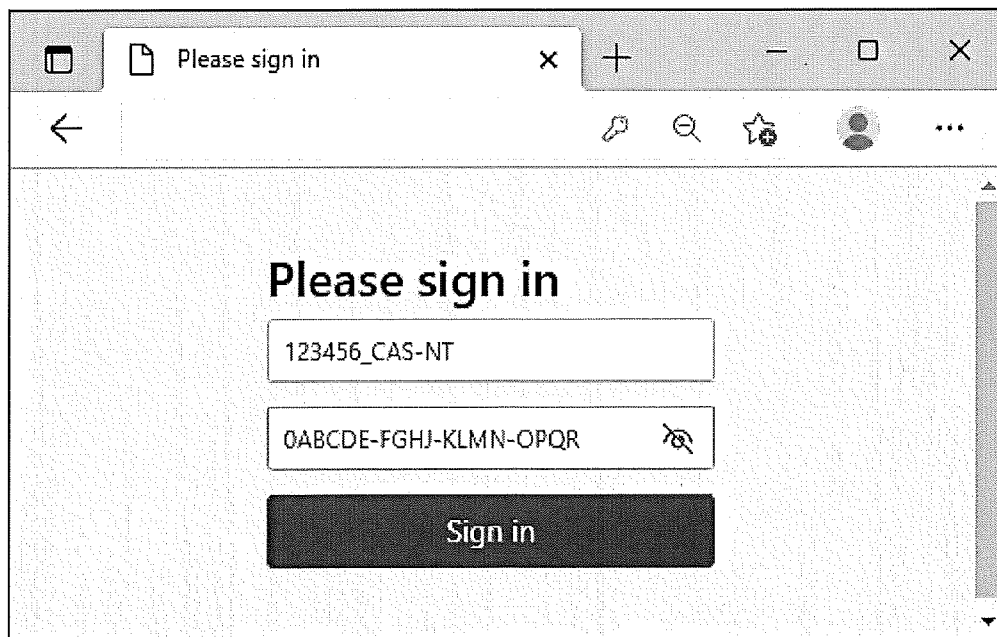 Please sign in
Please sign in
123456_CAS-NT
0ABCDE-FGHJ-KLMN-OPQR
Sign in